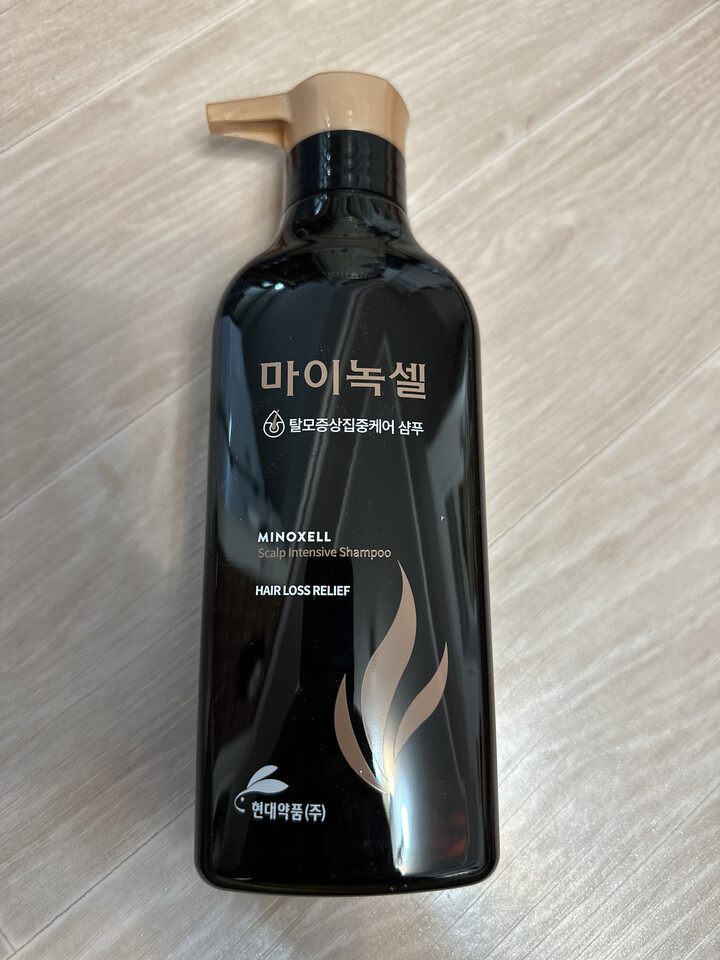 마이녹셀
탈모증상집중케어 샴푸
MINOXELL
Scalp Intensive Shampoo
HAIR LOSS RELIEF
현대약품(주)